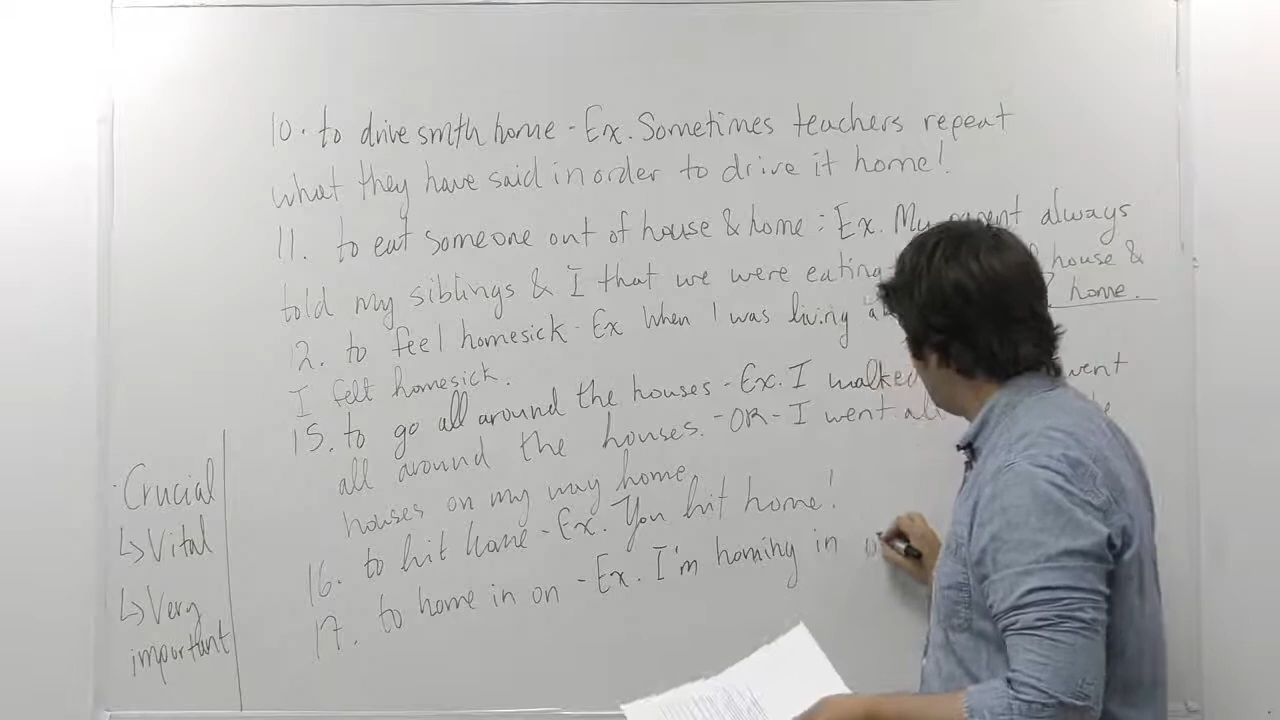 10. to drive smth home - Ex. Sometimes teachers repeat
what they have said in order to drive it home!
11. to eat someone out of house & home : Ex. My parent always
told my siblings & I that we were eating house &
home.
12. to feel homesick - Ex When I was living
I felt homesick.
15. to go all around the houses - Ex. I walked went
all around the houses. - OR - I went all
houses on my way home
16. to hit home - Ex. You hit home!
17. to home in on - Ex. I'm homing in
· Crucial
↳ Vital
↳ Very
important